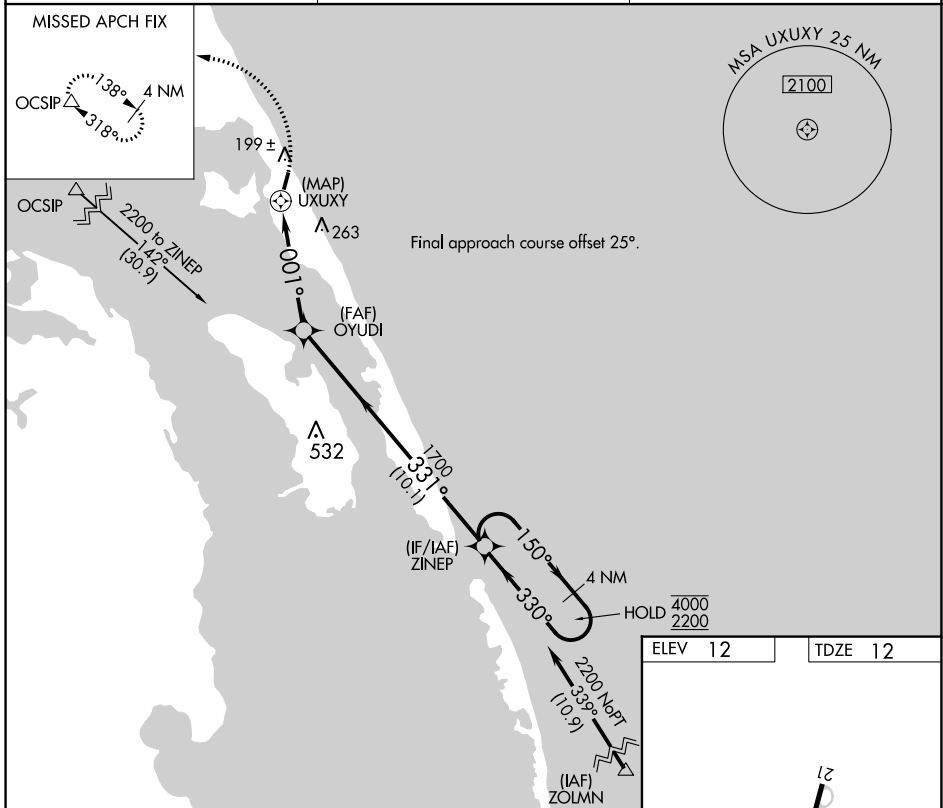 MISSED APCH FIX
OCSIP
138°
4 NM
318°
MSA UXUXY 25 NM
2100
199 ±
(MAP)
UXUXY
263
OCSIP
2200 to ZINEP
142°
(30.9)
Final approach course offset 25°.
001°
(FAF)
OYUDI
532
1700
331°
(10.1)
(IF/IAF)
ZINEP
150°
4 NM
330°
HOLD 4000
2200
2200 NoPT
339°
(10.9)
(IAF)
ZOLMN
ELEV 12
TDZE 12
21